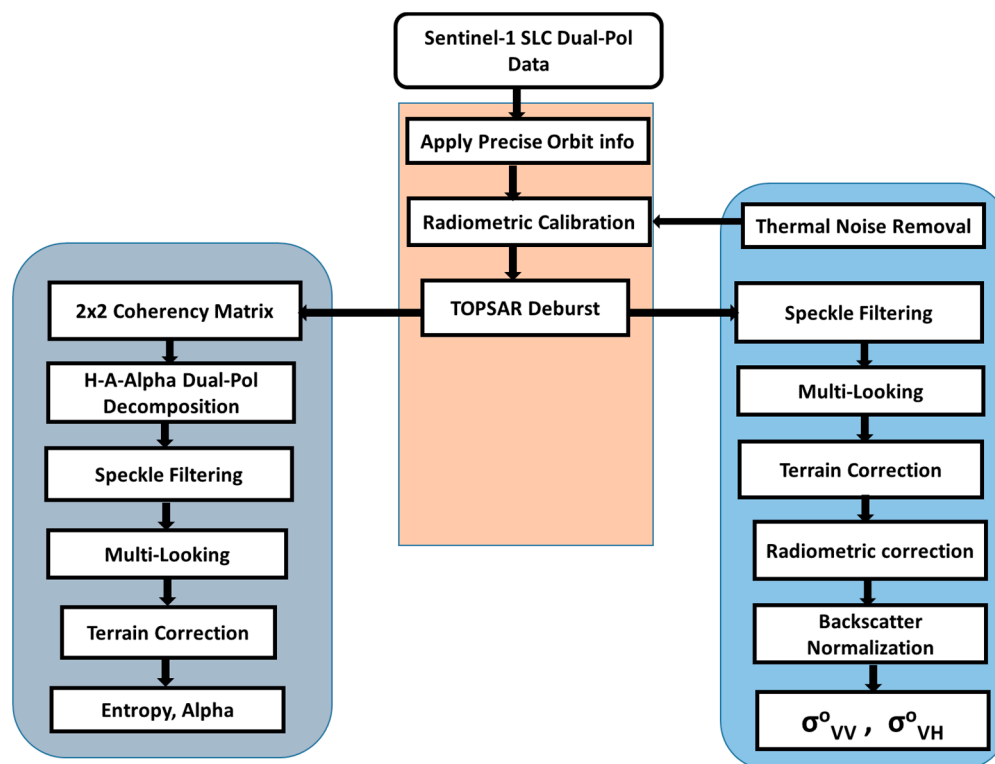 Sentinel-1 SLC Dual-Pol
Data
Apply Precise Orbit info
Radiometric Calibration
Thermal Noise Removal
TOPSAR Deburst
2x2 Coherency Matrix
H-A-Alpha Dual-Pol
Decomposition
Speckle Filtering
Multi-Looking
Terrain Correction
Entropy, Alpha
Speckle Filtering
Multi-Looking
Terrain Correction
Radiometric correction
Backscatter
Normalization
σ⁰VV , σ⁰VH